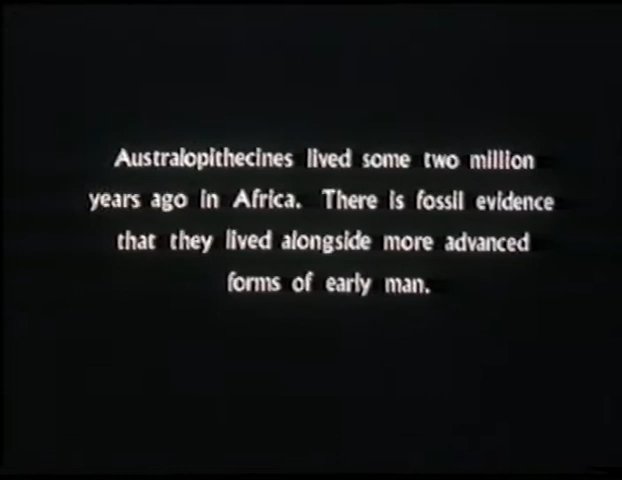 Australopithecines lived some two million
years ago in Africa. There is fossil evidence
that they lived alongside more advanced
forms of early man.